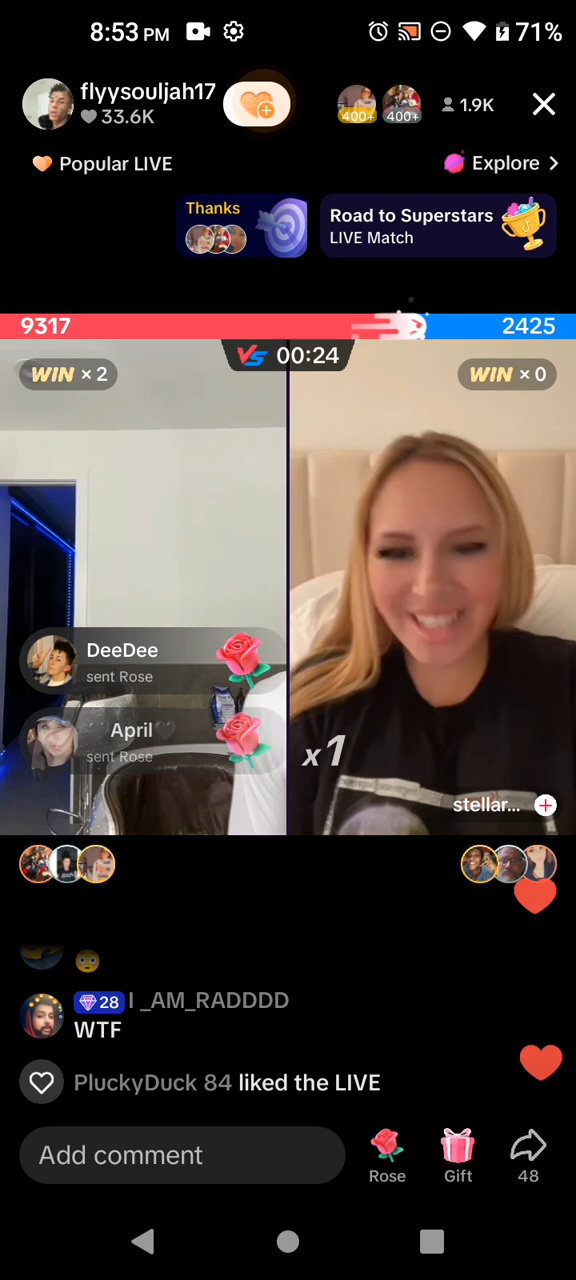 8:53 PM
71%
flyysouljah17
33.6K
400+
400+
1.9K
Popular LIVE
Explore >
Thanks
Road to Superstars
LIVE Match
9317
2425
VS 00:24
WIN × 2
WIN × 0
DeeDee
sent Rose
April
sent Rose
x1
stellar...
28 I _AM_RADDDD
WTF
PluckyDuck 84 liked the LIVE
Add comment
Rose
Gift
48